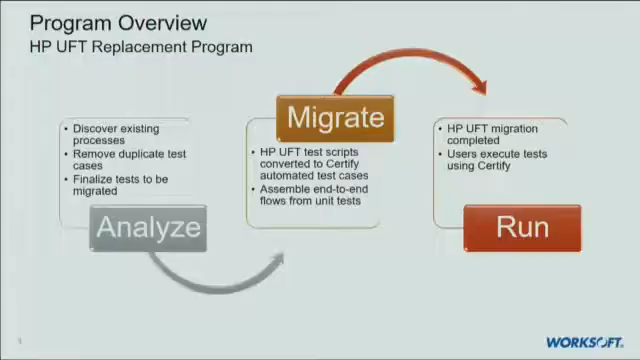 Program Overview
HP UFT Replacement Program
• Discover existing
processes
• Remove duplicate test
cases
• Finalize tests to be
migrated
Analyze
Migrate
• HP UFT test scripts
converted to Certify
automated test cases
• Assemble end-to-end
flows from unit tests
• HP UFT migration
completed
• Users execute tests
using Certify
Run
WORKSOFT